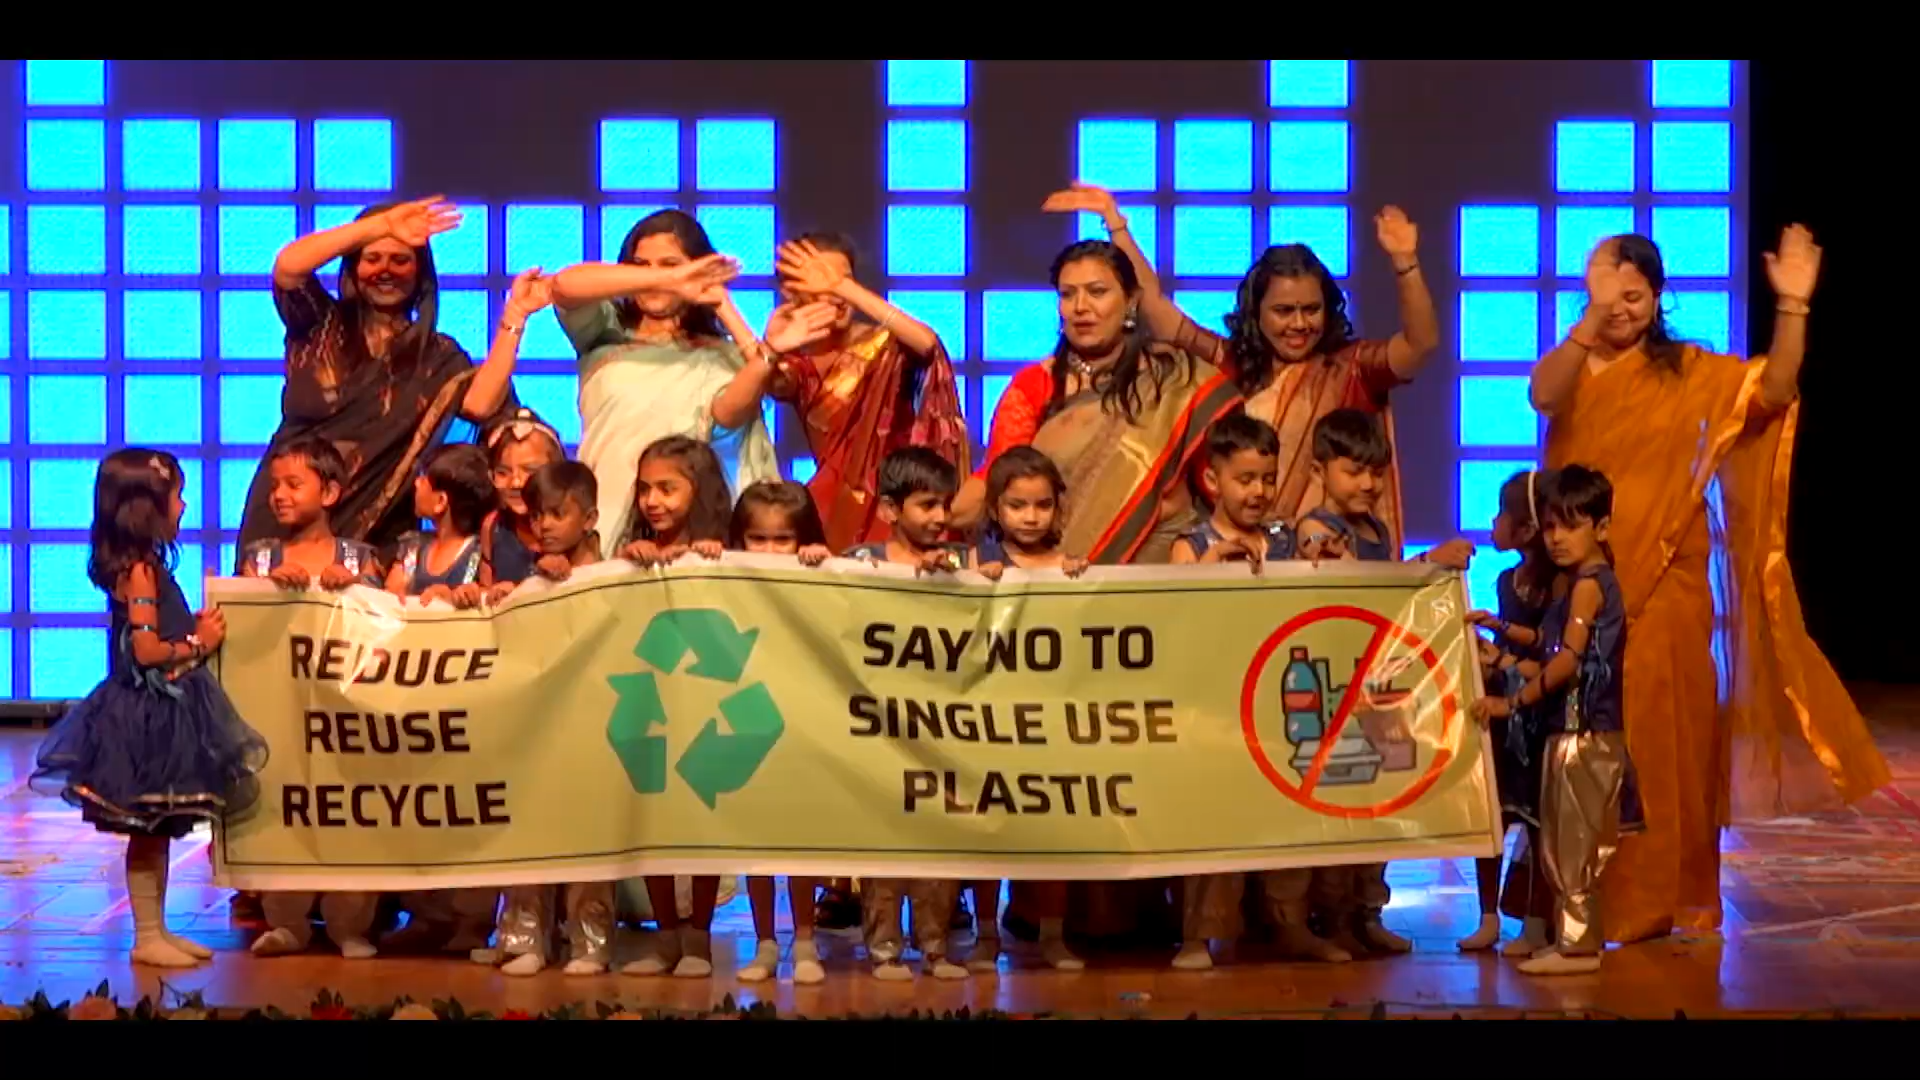 REDUCE
REUSE
RECYCLE
SAY NO TO
SINGLE USE
PLASTIC